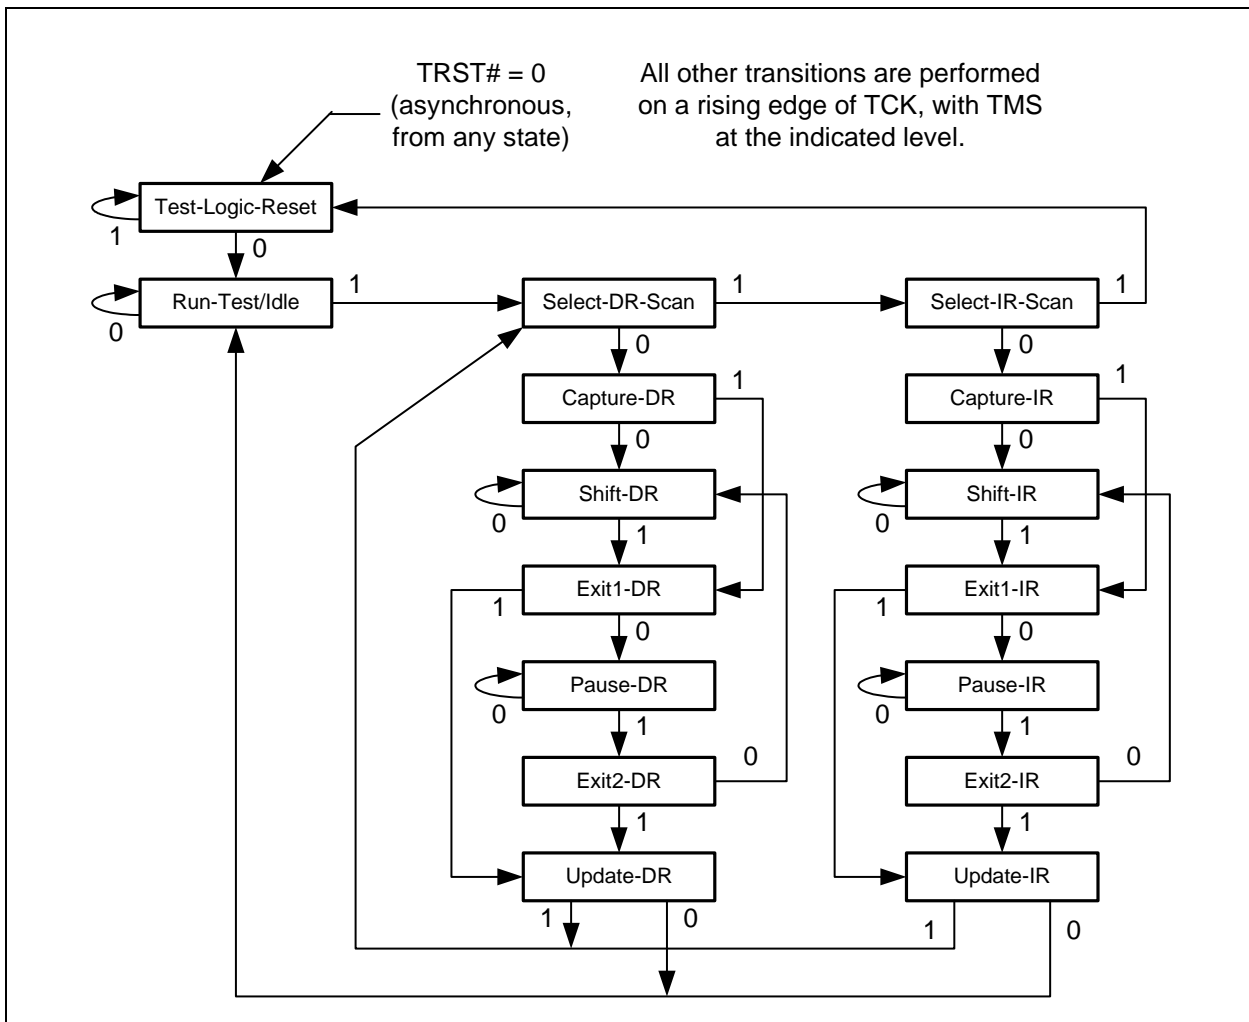 TRST# = 0
(asynchronous,
from any state)
All other transitions are performed
on a rising edge of TCK, with TMS
at the indicated level.
Test-Logic-Reset
1
0
Run-Test/Idle
1
Select-DR-Scan
1
Select-IR-Scan
1
0
0
0
Capture-DR
1
Capture-IR
1
0
0
Shift-DR
Shift-IR
0
1
0
1
Exit1-DR
Exit1-IR
1
0
1
0
Pause-DR
Pause-IR
0
1
0
1
Exit2-DR
0
Exit2-IR
0
1
1
Update-DR
Update-IR
1
0
1
0